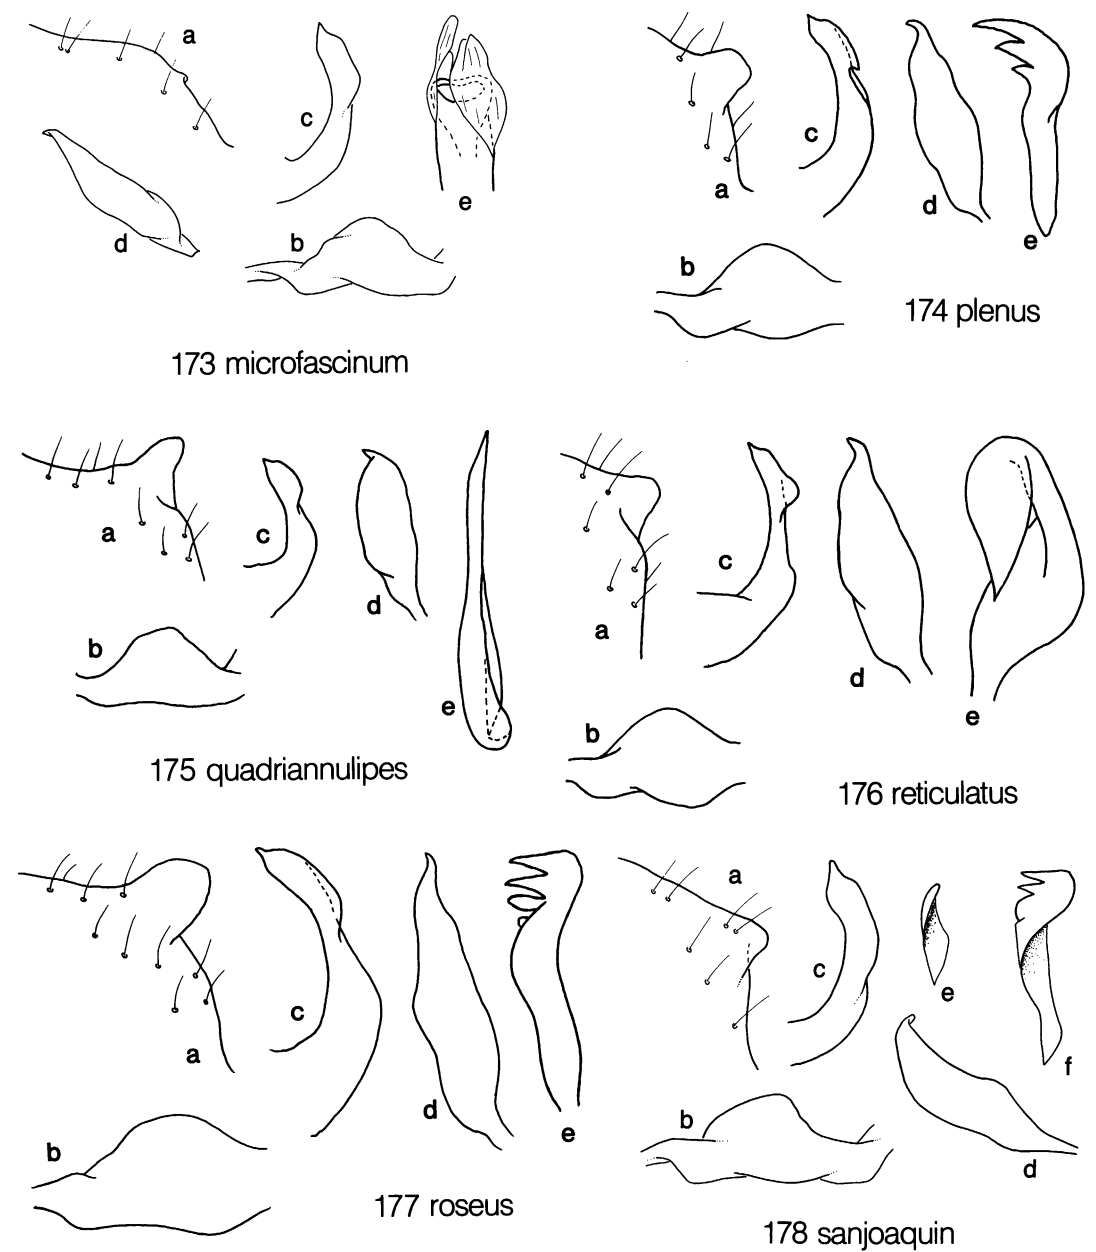 a
c
e
d
b
173 microfascinum
a
c
d
e
b
174 plenus
a
c
d
b
e
175 quadriannulipes
a
c
d
e
b
176 reticulatus
a
c
d
e
b
177 roseus
a
c
e
f
b
d
178 sanjoaquin